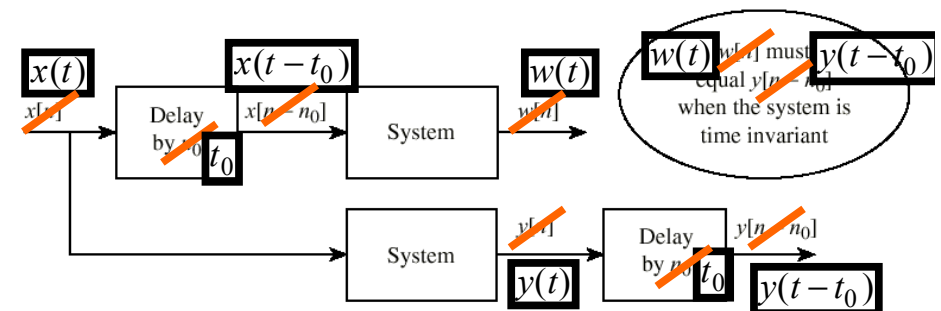 x(t)
x[n]
Delay
by n₀
t₀
x(t − t₀)
x[n − n₀]
System
w(t)
w[n]
w(t) w[n] must y(t − t₀)
equal y[n − n₀]
when the system is
time invariant
System
y[n]
y(t)
Delay
by n₀
t₀
y[n − n₀]
y(t − t₀)